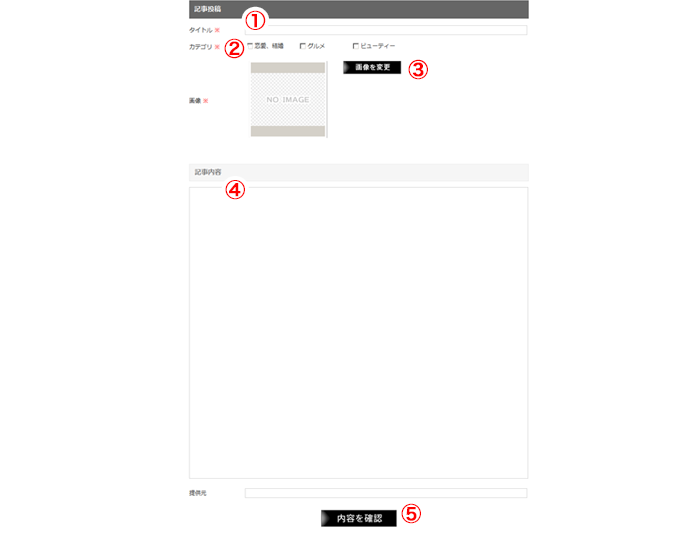 記事投稿
①
タイトル ※
カテゴリ ※ ② 恋愛、結婚 グルメ ビューティー
画像を変更 ③
NO IMAGE
画像 ※
記事内容
④
提供元
内容を確認 ⑤